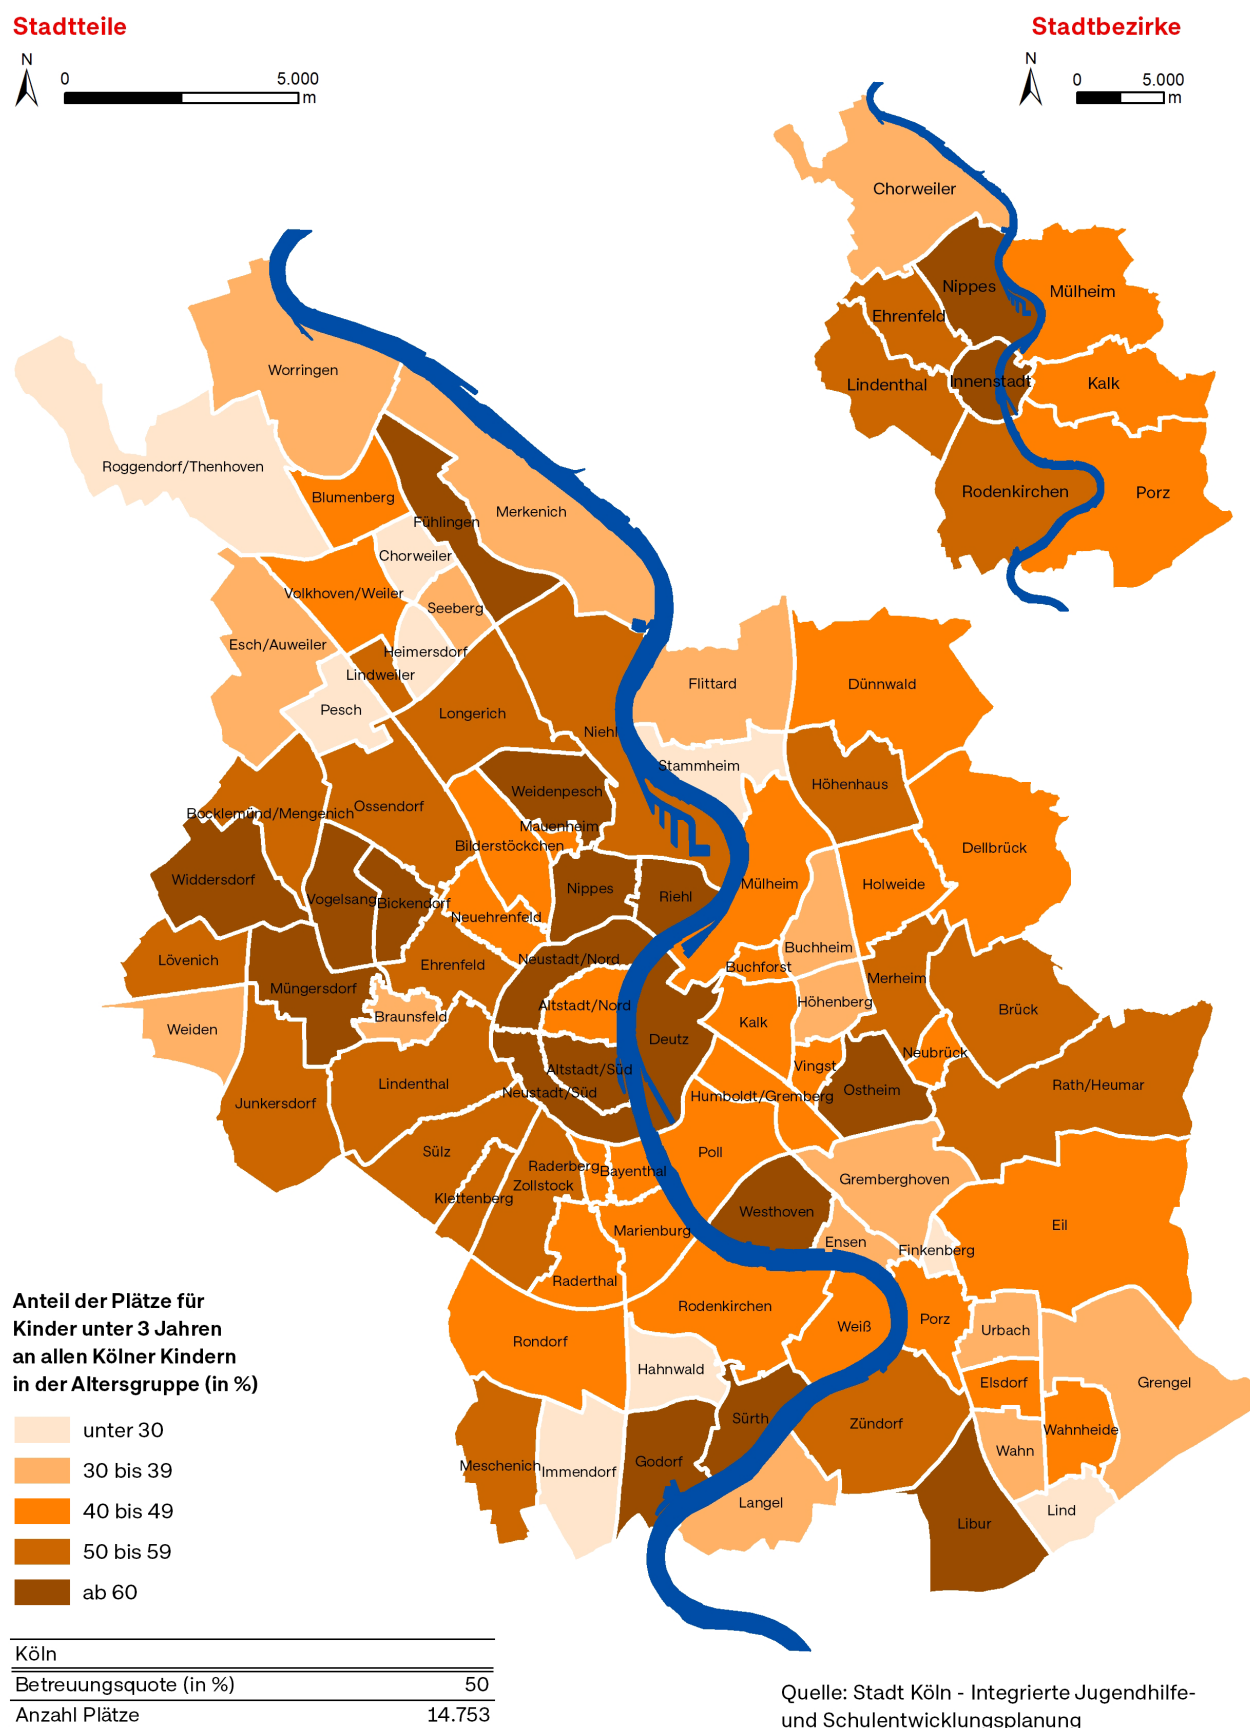 Stadtteile
N
0 5.000
m
Stadtbezirke
N
0 5.000
m
Chorweiler
Nippes
Mülheim
Ehrenfeld
Lindenthal
Innenstadt
Kalk
Rodenkirchen
Porz
Worringen
Roggendorf/Thenhoven
Blumenberg
Fühlingen
Merkenich
Chorweiler
Volkhoven/Weiler
Seeberg
Esch/Auweiler
Heimersdorf
Lindweiler
Pesch
Longerich
Niehl
Flittard
Dünnwald
Stammheim
Höhenhaus
Weidenpesch
Bocklemünd/Mengenich
Ossendorf
Mauenheim
Bilderstöckchen
Dellbrück
Widdersdorf
Vogelsang
Bickendorf
Nippes
Riehl
Mülheim
Holweide
Neuehrenfeld
Buchheim
Lövenich
Ehrenfeld
Neustadt/Nord
Buchforst
Merheim
Müngersdorf
Altstadt/Nord
Höhenberg
Brück
Weiden
Braunsfeld
Kalk
Deutz
Neubrück
Vingst
Altstadt/Süd
Lindenthal
Neustadt/Süd
Humboldt/Gremberg
Ostheim
Rath/Heumar
Junkersdorf
Sülz
Poll
Raderberg
Bayenthal
Zollstock
Klettenberg
Gremberghoven
Westhoven
Marienburg
Ensen
Finkenberg
Eil
Raderthal
Rodenkirchen
Weiß
Porz
Urbach
Rondorf
Hahnwald
Elsdorf
Grengel
Sürth
Zündorf
Wahnheide
Meschenich
Immendorf
Godorf
Wahn
Langel
Lind
Libur
Anteil der Plätze für
Kinder unter 3 Jahren
an allen Kölner Kindern
in der Altersgruppe (in %)
unter 30
30 bis 39
40 bis 49
50 bis 59
ab 60
Köln
Betreuungsquote (in %) 50
Anzahl Plätze 14.753
Quelle: Stadt Köln - Integrierte Jugendhilfe-
und Schulentwicklungsplanung